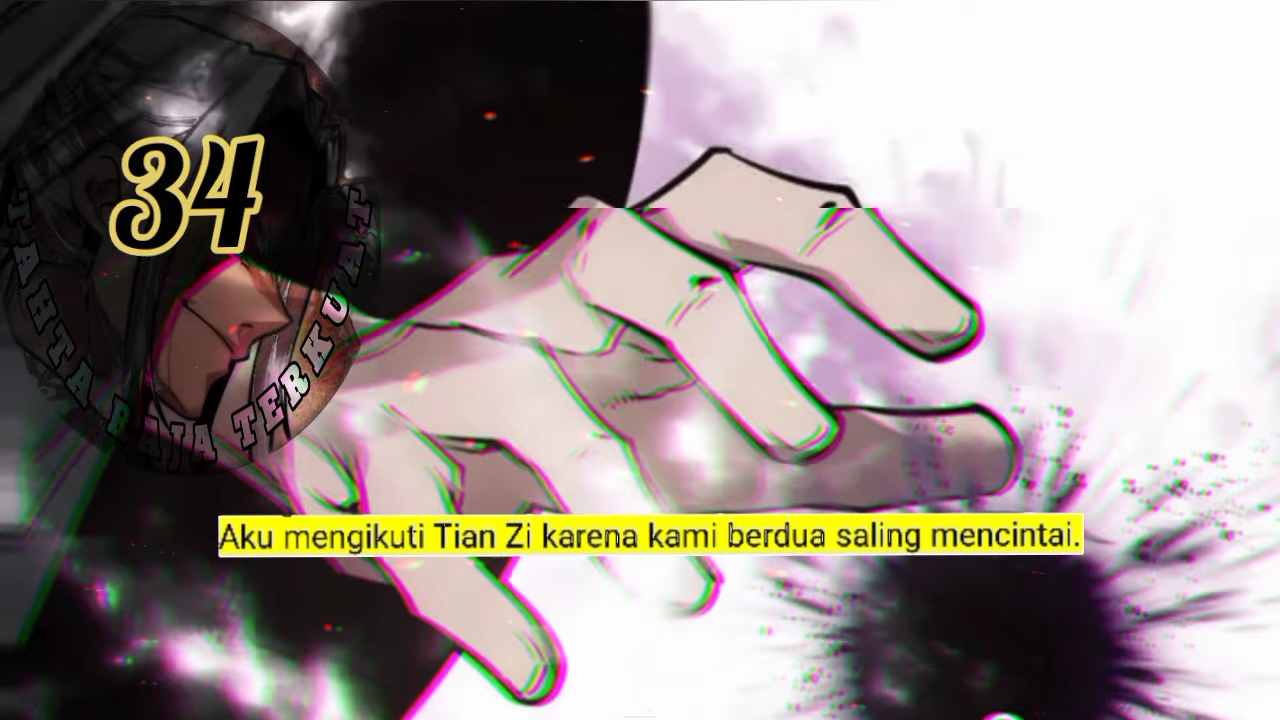 34
TAHTA RAJA TERKUAT
Aku mengikuti Tian Zi karena kami berdua saling mencintai.